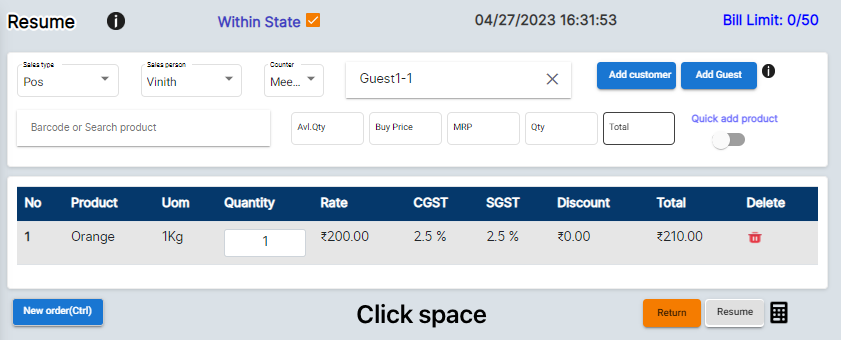 Resume Within State 04/27/2023 16:31:53 Bill Limit: 0/50
Sales type Sales person Counter
Pos Vinith Mee... Guest1-1 Add customer Add Guest
Quick add product
Barcode or Search product Avl.Qty Buy Price MRP Qty Total
No Product Uom Quantity Rate CGST SGST Discount Total Delete
1 Orange 1Kg 1 ₹200.00 2.5 % 2.5 % ₹0.00 ₹210.00
New order(Ctrl) Click space Return Resume